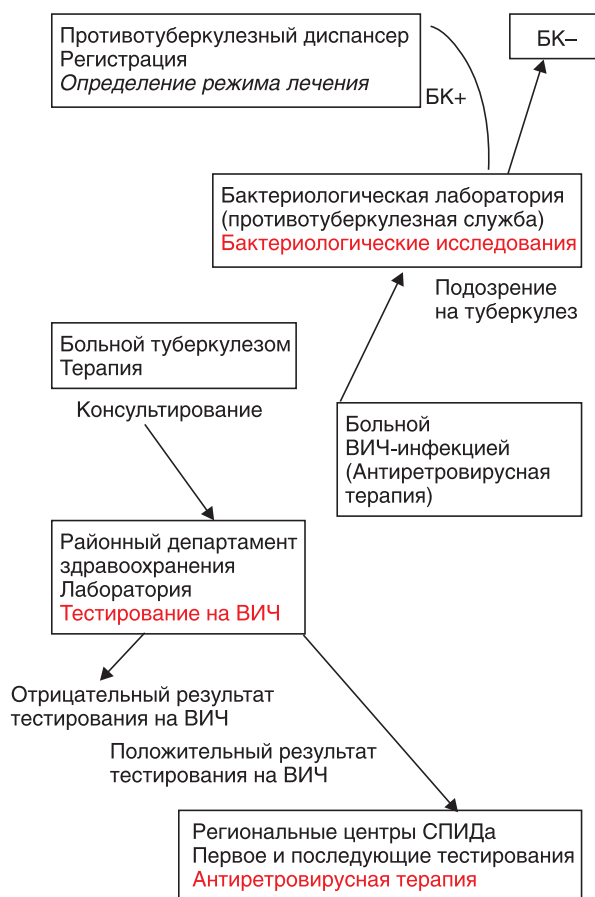 Противотуберкулезный диспансер
Регистрация
Определение режима лечения
БК–
БК+
Бактериологическая лаборатория
(противотуберкулезная служба)
Бактериологические исследования
Подозрение
на туберкулез
Больной туберкулезом
Терапия
Консультирование
Больной
ВИЧ-инфекцией
(Антиретровирусная
терапия)
Районный департамент
здравоохранения
Лаборатория
Тестирование на ВИЧ
Отрицательный результат
тестирования на ВИЧ
Положительный результат
тестирования на ВИЧ
Региональные центры СПИДа
Первое и последующие тестирования
Антиретровирусная терапия